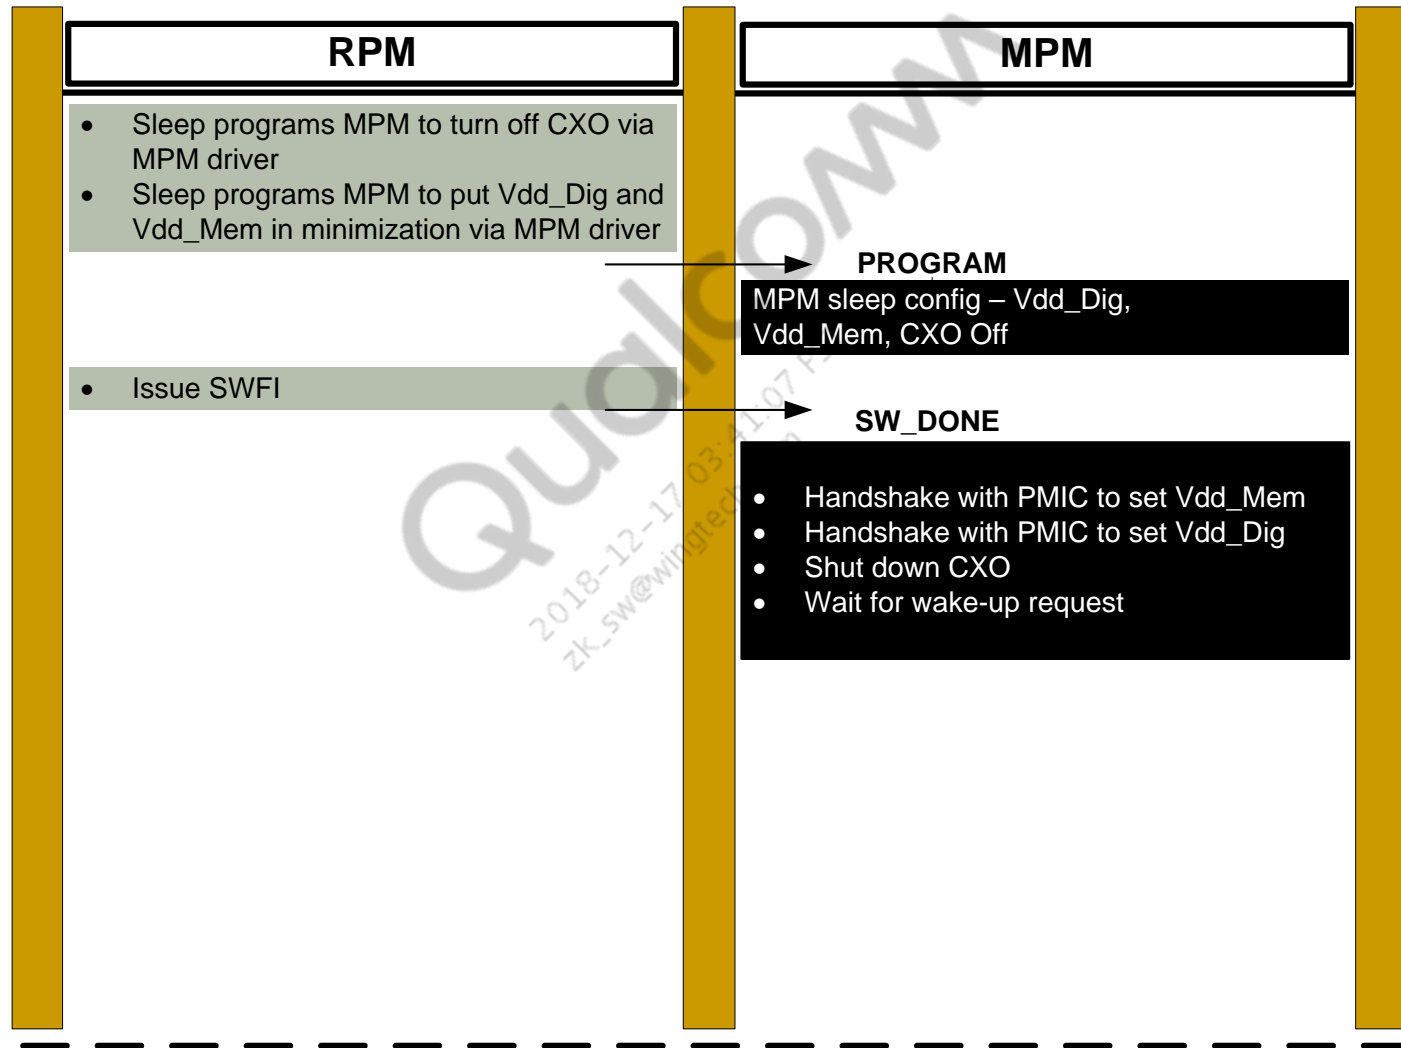 RPM
MPM
• Sleep programs MPM to turn off CXO via
MPM driver
• Sleep programs MPM to put Vdd_Dig and
Vdd_Mem in minimization via MPM driver
PROGRAM
MPM sleep config – Vdd_Dig,
Vdd_Mem, CXO Off
• Issue SWFI
SW_DONE
• Handshake with PMIC to set Vdd_Mem
• Handshake with PMIC to set Vdd_Dig
• Shut down CXO
• Wait for wake-up request
Qualcomm
2018-12-17 03:41:07